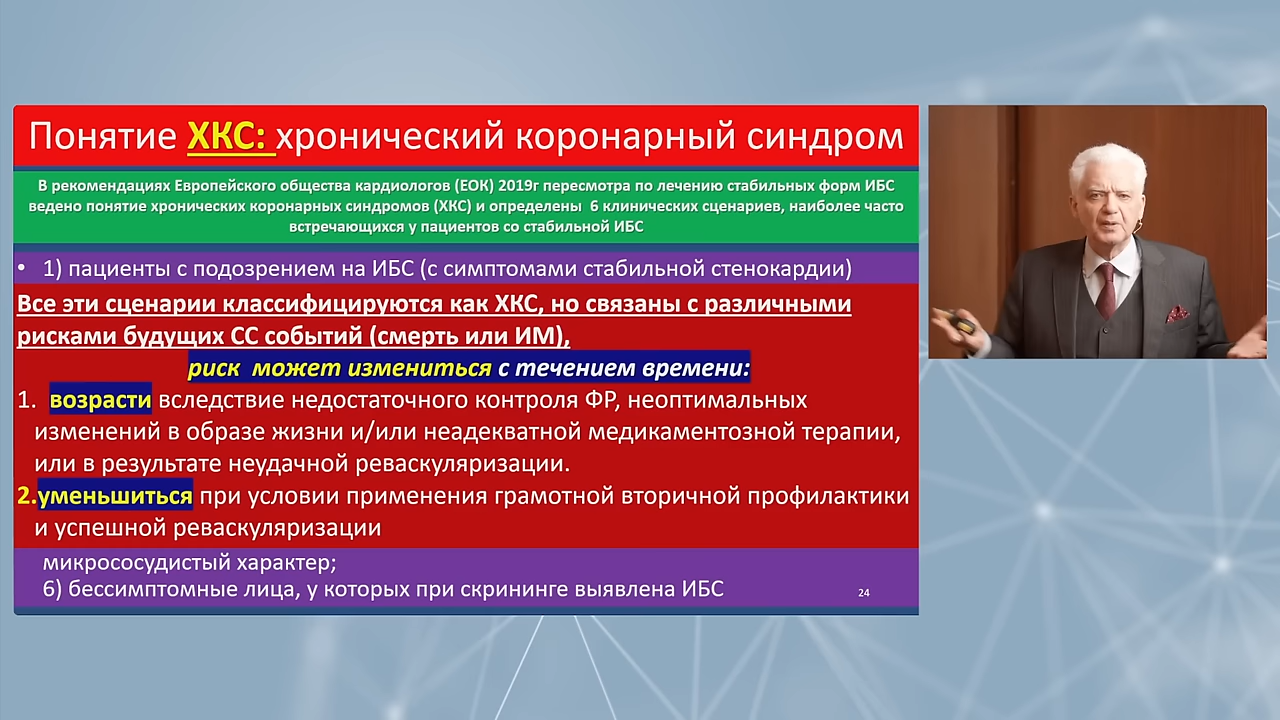 Понятие ХКС: хронический коронарный синдром
В рекомендациях Европейского общества кардиологов (ЕОК) 2019г пересмотра по лечению стабильных форм ИБС
ведено понятие хронических коронарных синдромов (ХКС) и определены 6 клинических сценариев, наиболее часто
встречающихся у пациентов со стабильной ИБС
• 1) пациенты с подозрением на ИБС (с симптомами стабильной стенокардии)
Все эти сценарии классифицируются как ХКС, но связаны с различными
рисками будущих СС событий (смерть или ИМ),
риск может измениться с течением времени:
1. возрасти вследствие недостаточного контроля ФР, неоптимальных
изменений в образе жизни и/или неадекватной медикаментозной терапии,
или в результате неудачной реваскуляризации.
2.уменьшиться при условии применения грамотной вторичной профилактики
и успешной реваскуляризации
микрососудистый характер;
6) бессимптомные лица, у которых при скрининге выявлена ИБС
24